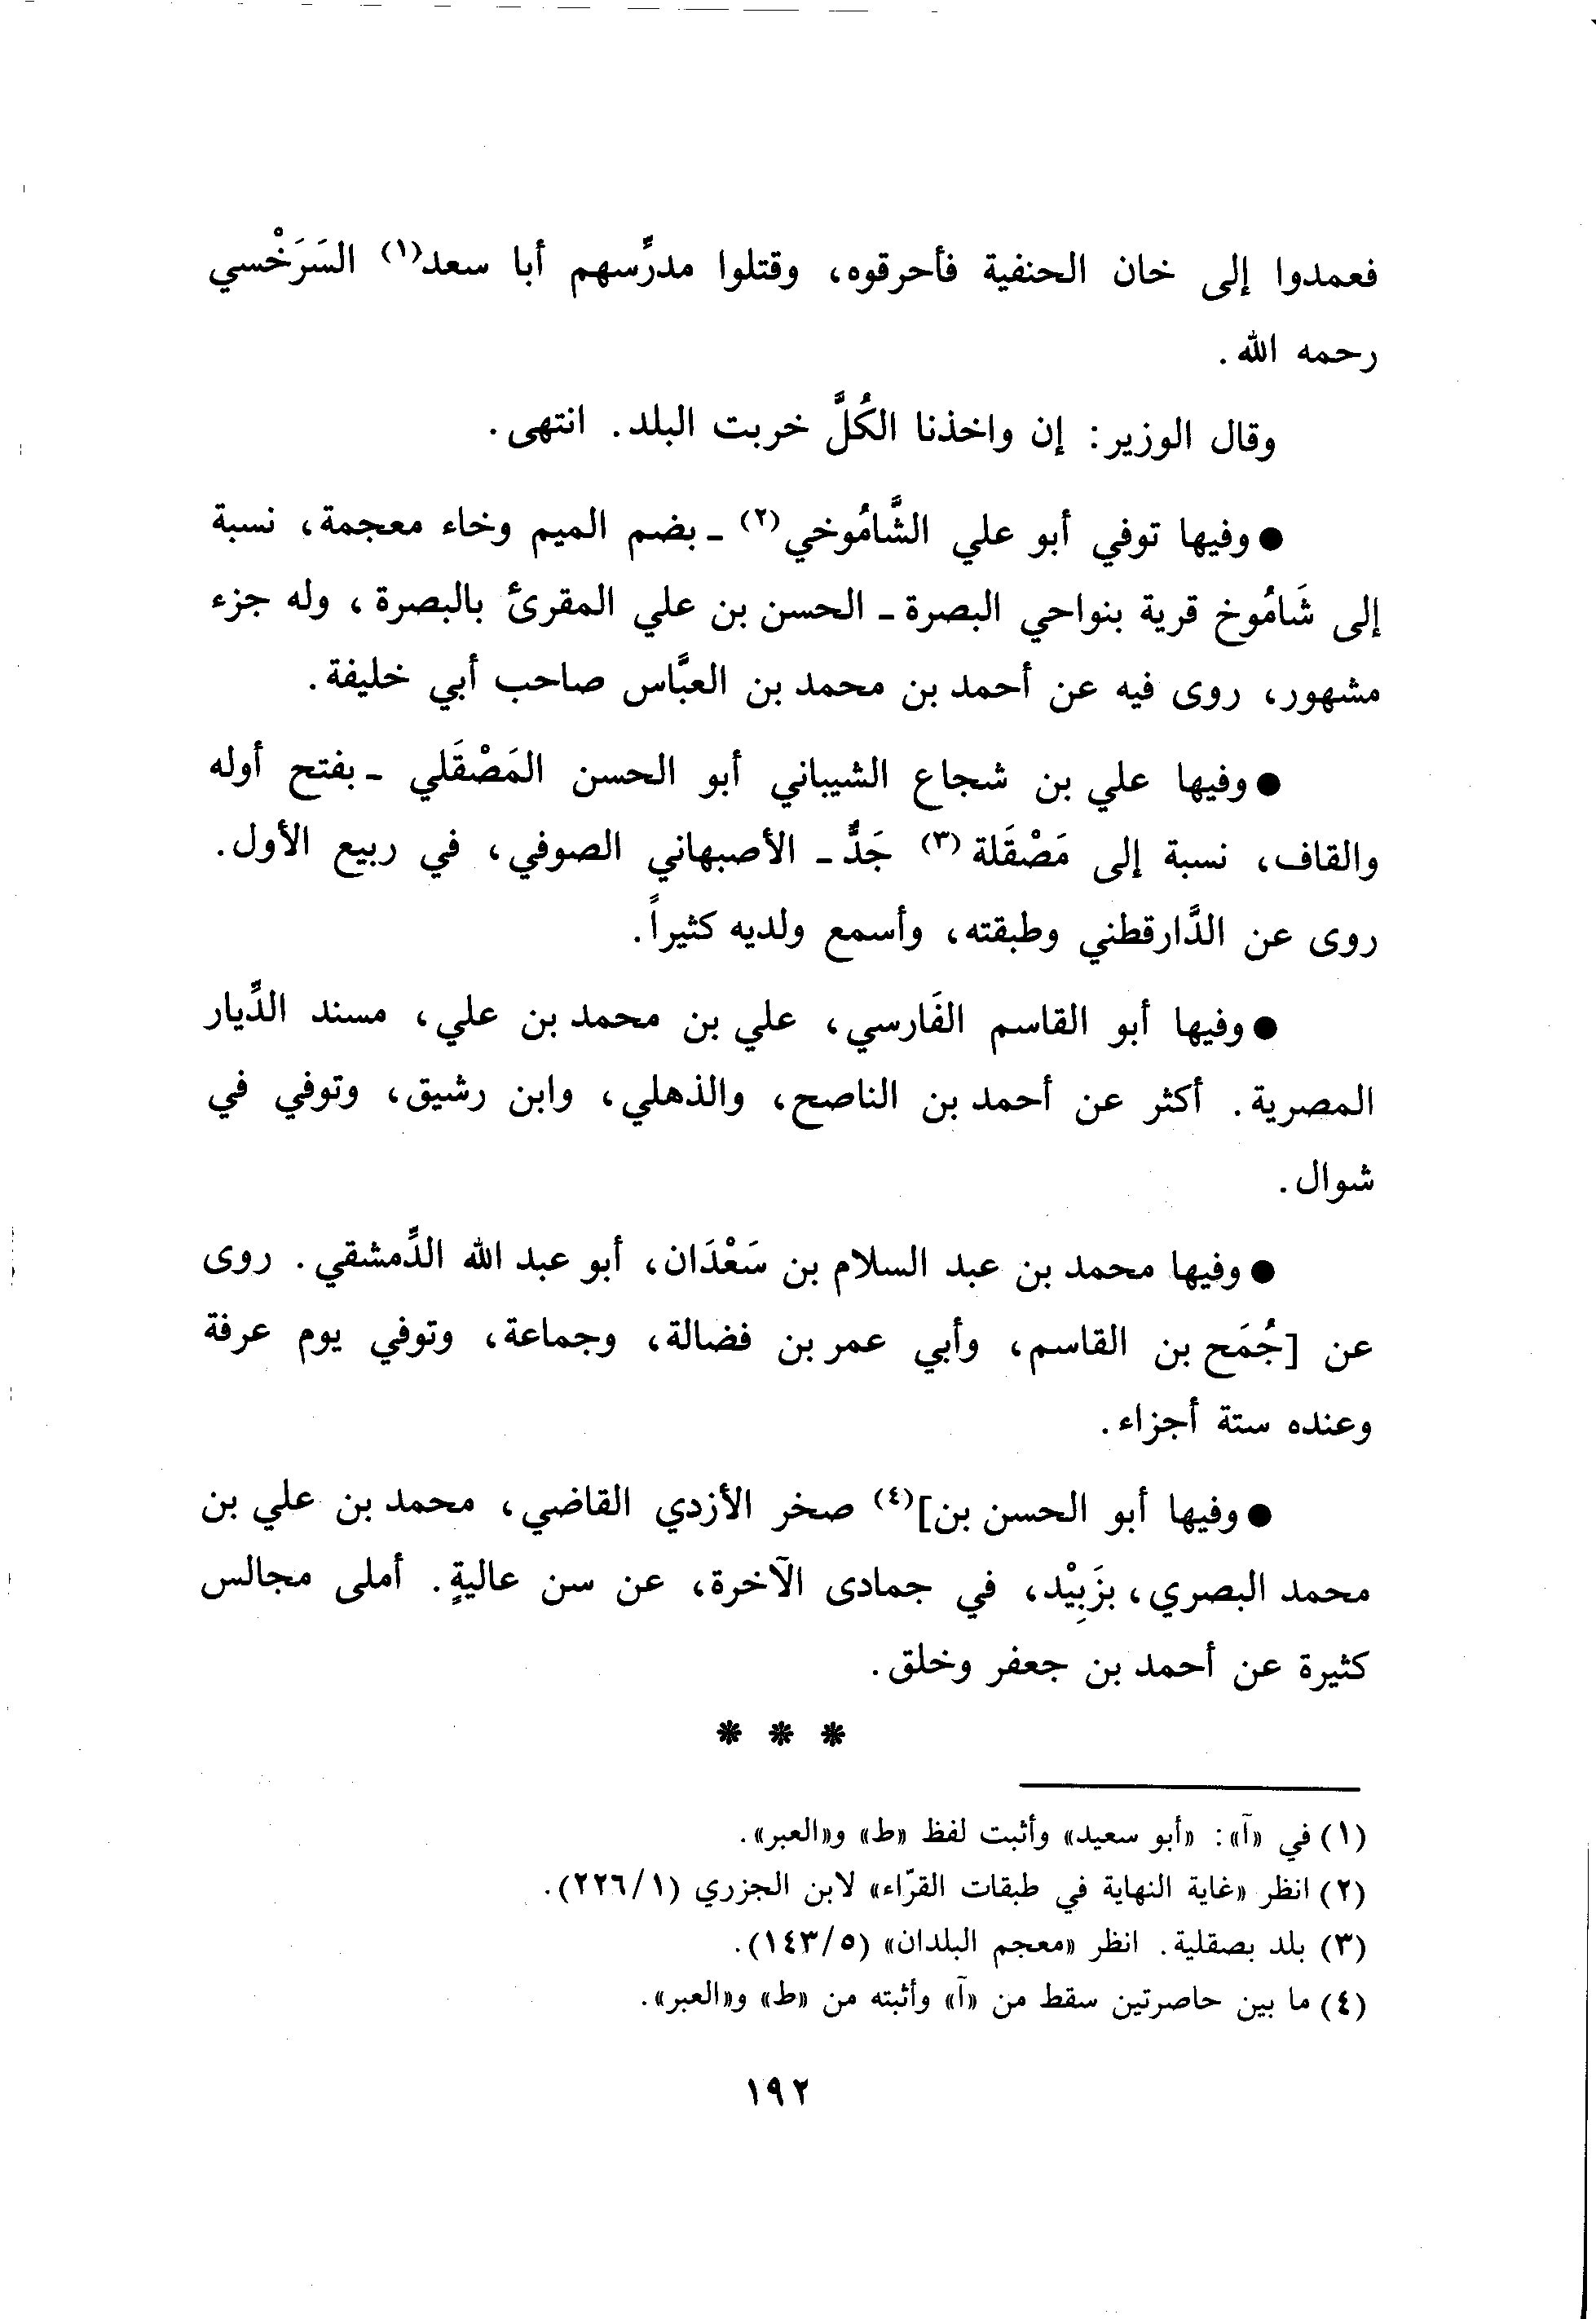 فعمدوا إلى خان الحنفية فأحرقوه، وقتلوا مدرِّسهم أبا سعد(١) السَرَخْسي
رحمه الله.
وقال الوزير: إن واخذنا الكُلَّ خربت البلد. انتهى.
● وفيها توفي أبو علي الشَّامُوخي(٢) ـ بضم الميم وخاء معجمة، نسبة
إلى شَامُوخ قرية بنواحي البصرة ـ الحسن بن علي المقرئ بالبصرة، وله جزء
مشهور، روى فيه عن أحمد بن محمد بن العبَّاس صاحب أبي خليفة.
● وفيها علي بن شجاع الشيباني أبو الحسن المَصْقَلي ـ بفتح أوله
والقاف، نسبة إلى مَصْقَلة(٣) جَدٌّ ـ الأصبهاني الصوفي، في ربيع الأول.
روى عن الدَّارقطني وطبقته، وأسمع ولديه كثيراً.
● وفيها أبو القاسم الفَارسي، علي بن محمد بن علي، مسند الدِّيار
المصرية. أكثر عن أحمد بن الناصح، والذهلي، وابن رشيق، وتوفي في
شوال.
● وفيها محمد بن عبد السلام بن سَعْدَان، أبو عبد الله الدِّمشقي. روى
عن [جُمَح بن القاسم، وأبي عمر بن فضالة، وجماعة، وتوفي يوم عرفة
وعنده ستة أجزاء.
● وفيها أبو الحسن بن](٤) صخر الأزدي القاضي، محمد بن علي بن
محمد البصري، بزَبِيْد، في جمادى الآخرة، عن سن عاليةٍ. أملى مجالس
كثيرة عن أحمد بن جعفر وخلق.
* * *
(١) في «آ»: «أبو سعيد» وأثبت لفظ «ط» و«العبر».
(٢) انظر «غاية النهاية في طبقات القرّاء» لابن الجزري (٢٢٦/١).
(٣) بلد بصقلية. انظر «معجم البلدان» (١٤٣/٥).
(٤) ما بين حاصرتين سقط من «آ» وأثبته من «ط» و«العبر».
١٩٢